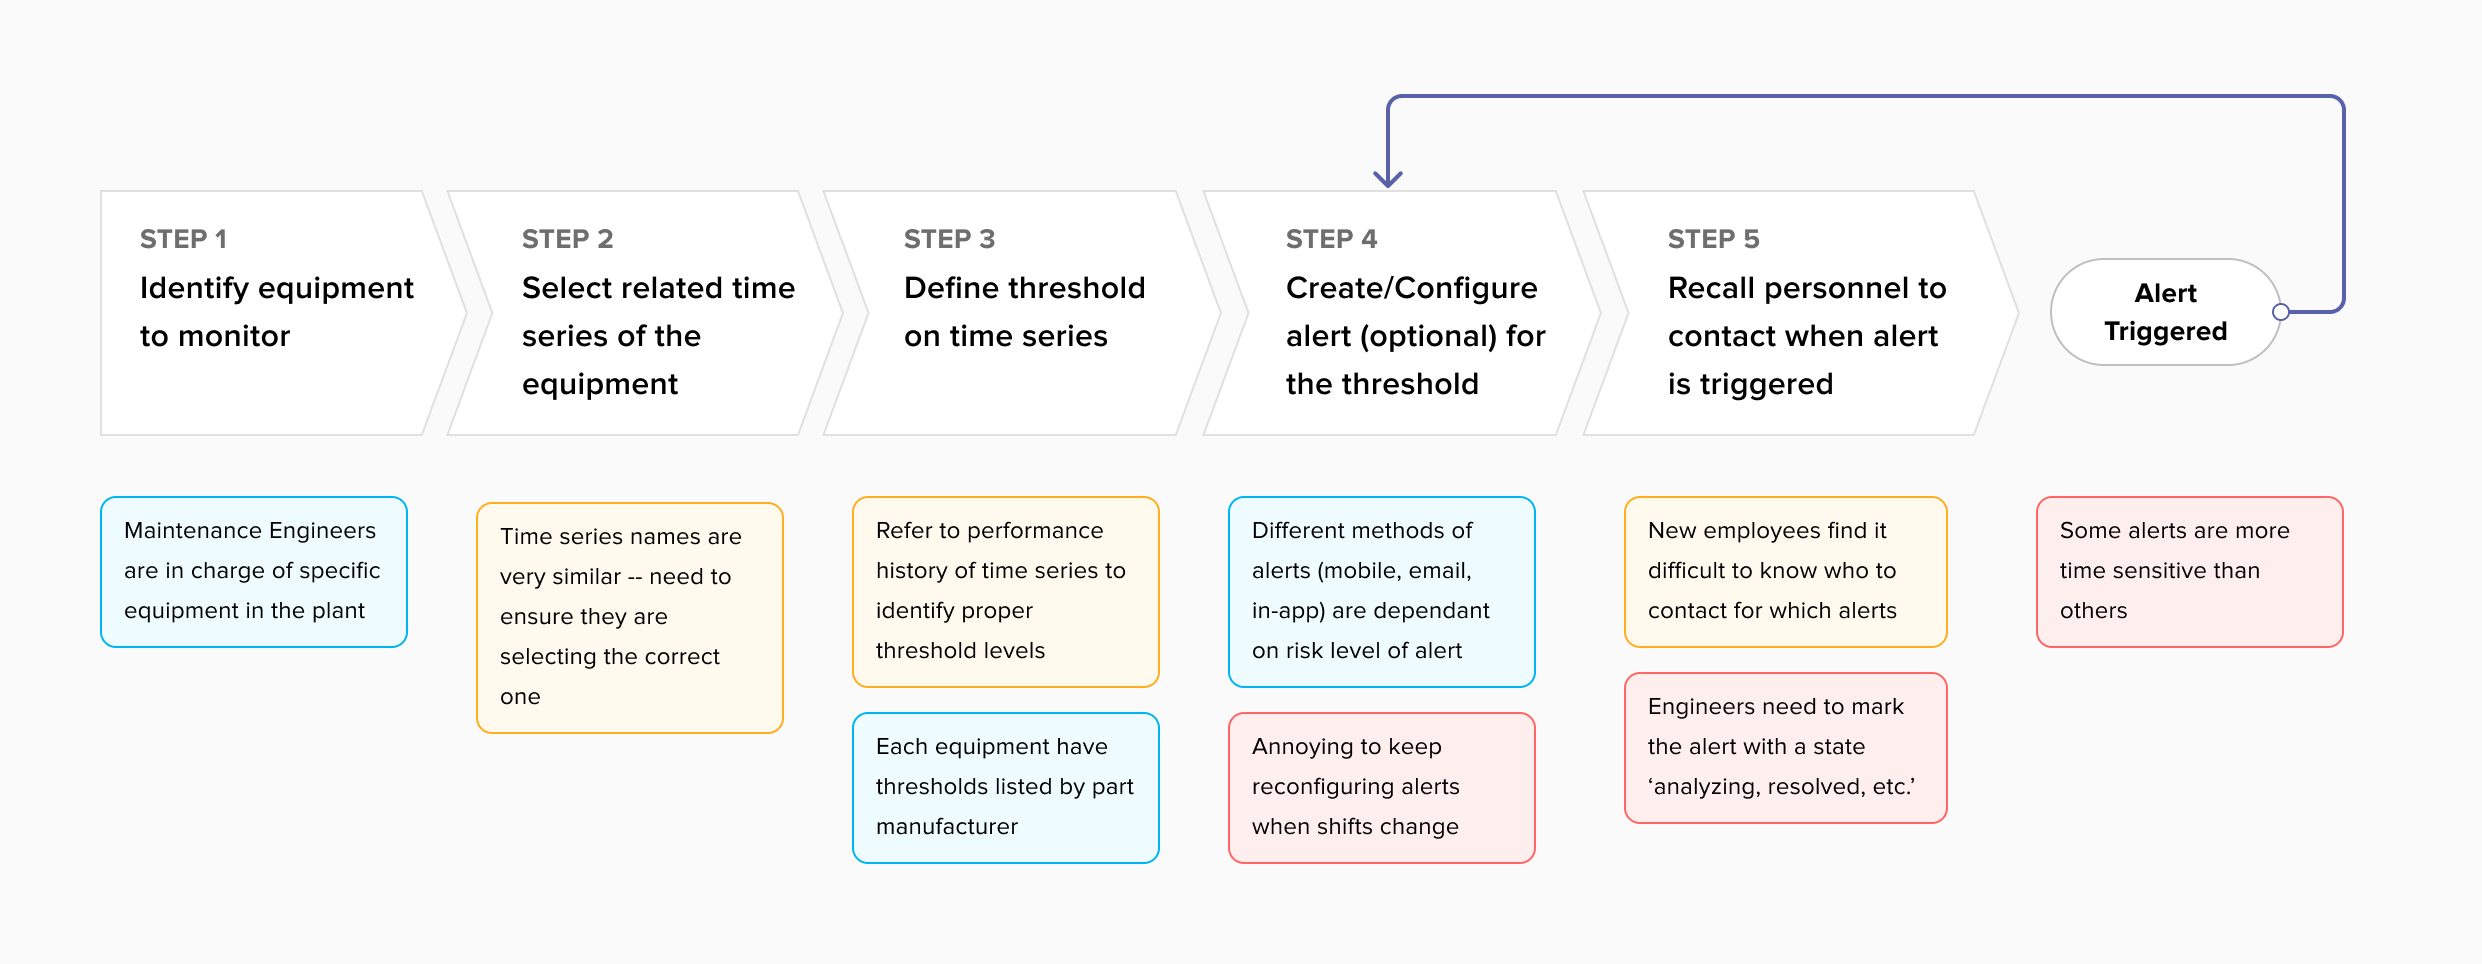 STEP 1
Identify equipment
to monitor
STEP 2
Select related time
series of the
equipment
STEP 3
Define threshold
on time series
STEP 4
Create/Configure
alert (optional) for
the threshold
STEP 5
Recall personnel to
contact when alert
is triggered
Alert
Triggered
Maintenance Engineers
are in charge of specific
equipment in the plant
Time series names are
very similar -- need to
ensure they are
selecting the correct
one
Refer to performance
history of time series to
identify proper
threshold levels
Each equipment have
thresholds listed by part
manufacturer
Different methods of
alerts (mobile, email,
in-app) are dependant
on risk level of alert
Annoying to keep
reconfiguring alerts
when shifts change
New employees find it
difficult to know who to
contact for which alerts
Engineers need to mark
the alert with a state
‘analyzing, resolved, etc.’
Some alerts are more
time sensitive than
others